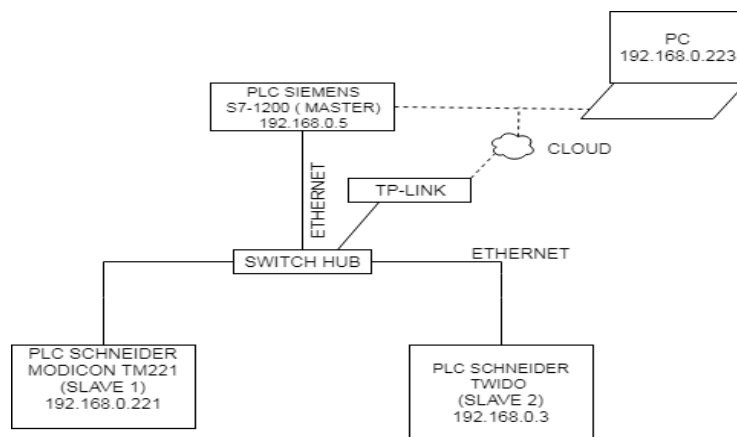 PC
192.168.0.223
PLC SIEMENS
S7-1200 ( MASTER)
192.168.0.5
CLOUD
TP-LINK
ETHERNET
SWITCH HUB
ETHERNET
PLC SCHNEIDER
MODICON TM221
(SLAVE 1)
192.168.0.221
PLC SCHNEIDER
TWIDO
(SLAVE 2)
192.168.0.3